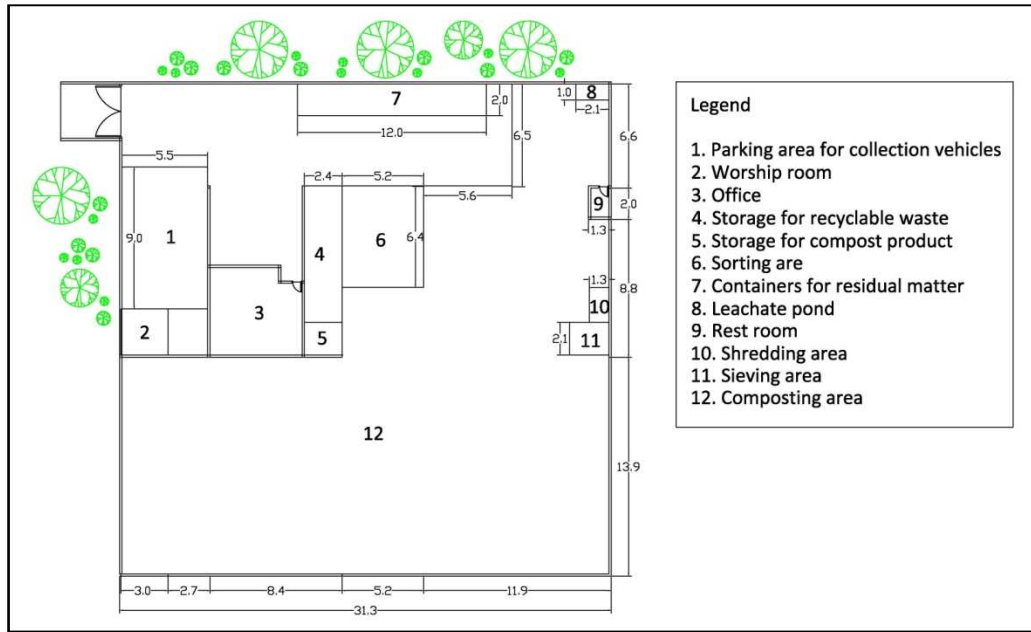 7
2.0
12.0
1.0
8
2.1
6.5
6.6
5.5
2.4
5.2
5.6
9
2.0
1.3
9.0
1
4
6
6.4
8.8
1.3
3
10
2
5
2.1
11
12
13.9
3.0
2.7
8.4
5.2
11.9
31.3
Legend
1. Parking area for collection vehicles
2. Worship room
3. Office
4. Storage for recyclable waste
5. Storage for compost product
6. Sorting are
7. Containers for residual matter
8. Leachate pond
9. Rest room
10. Shredding area
11. Sieving area
12. Composting area